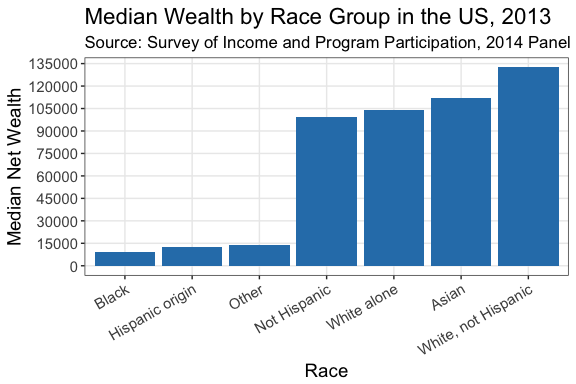 Median Wealth by Race Group in the US, 2013
Source: Survey of Income and Program Participation, 2014 Panel
Median Net Wealth
135000
120000
105000
90000
75000
60000
45000
30000
15000
0
Black
Hispanic origin
Other
Not Hispanic
White alone
Asian
White, not Hispanic
Race